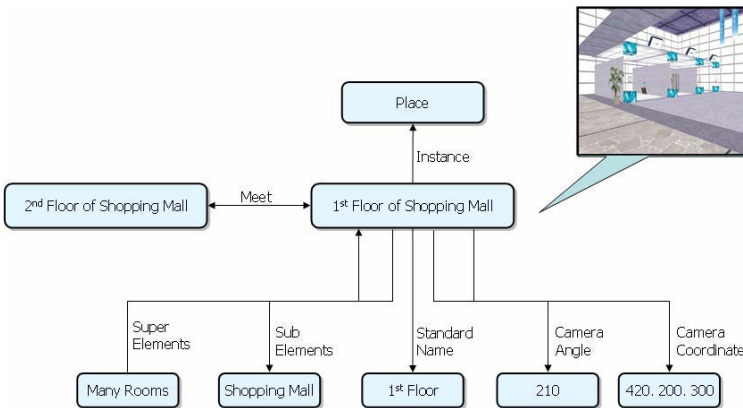 Place
Instance
2nd Floor of Shopping Mall
Meet
1st Floor of Shopping Mall
Super
Elements
Sub
Elements
Standard
Name
Camera
Angle
Camera
Coordinate
Many Rooms
Shopping Mall
1st Floor
210
420. 200. 300